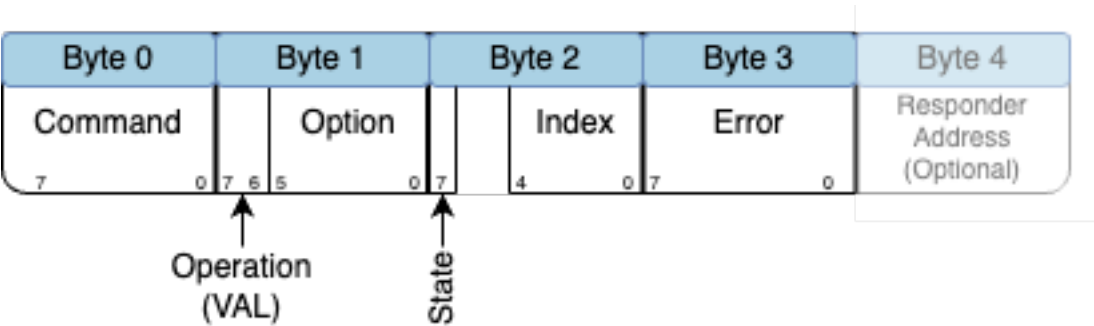 Byte 0 Byte 1 Byte 2 Byte 3 Byte 4
Command Option Index Error Responder
Address
(Optional)
7 0 7 6 5 0 7 4 0 7 0
Operation
(VAL)
State